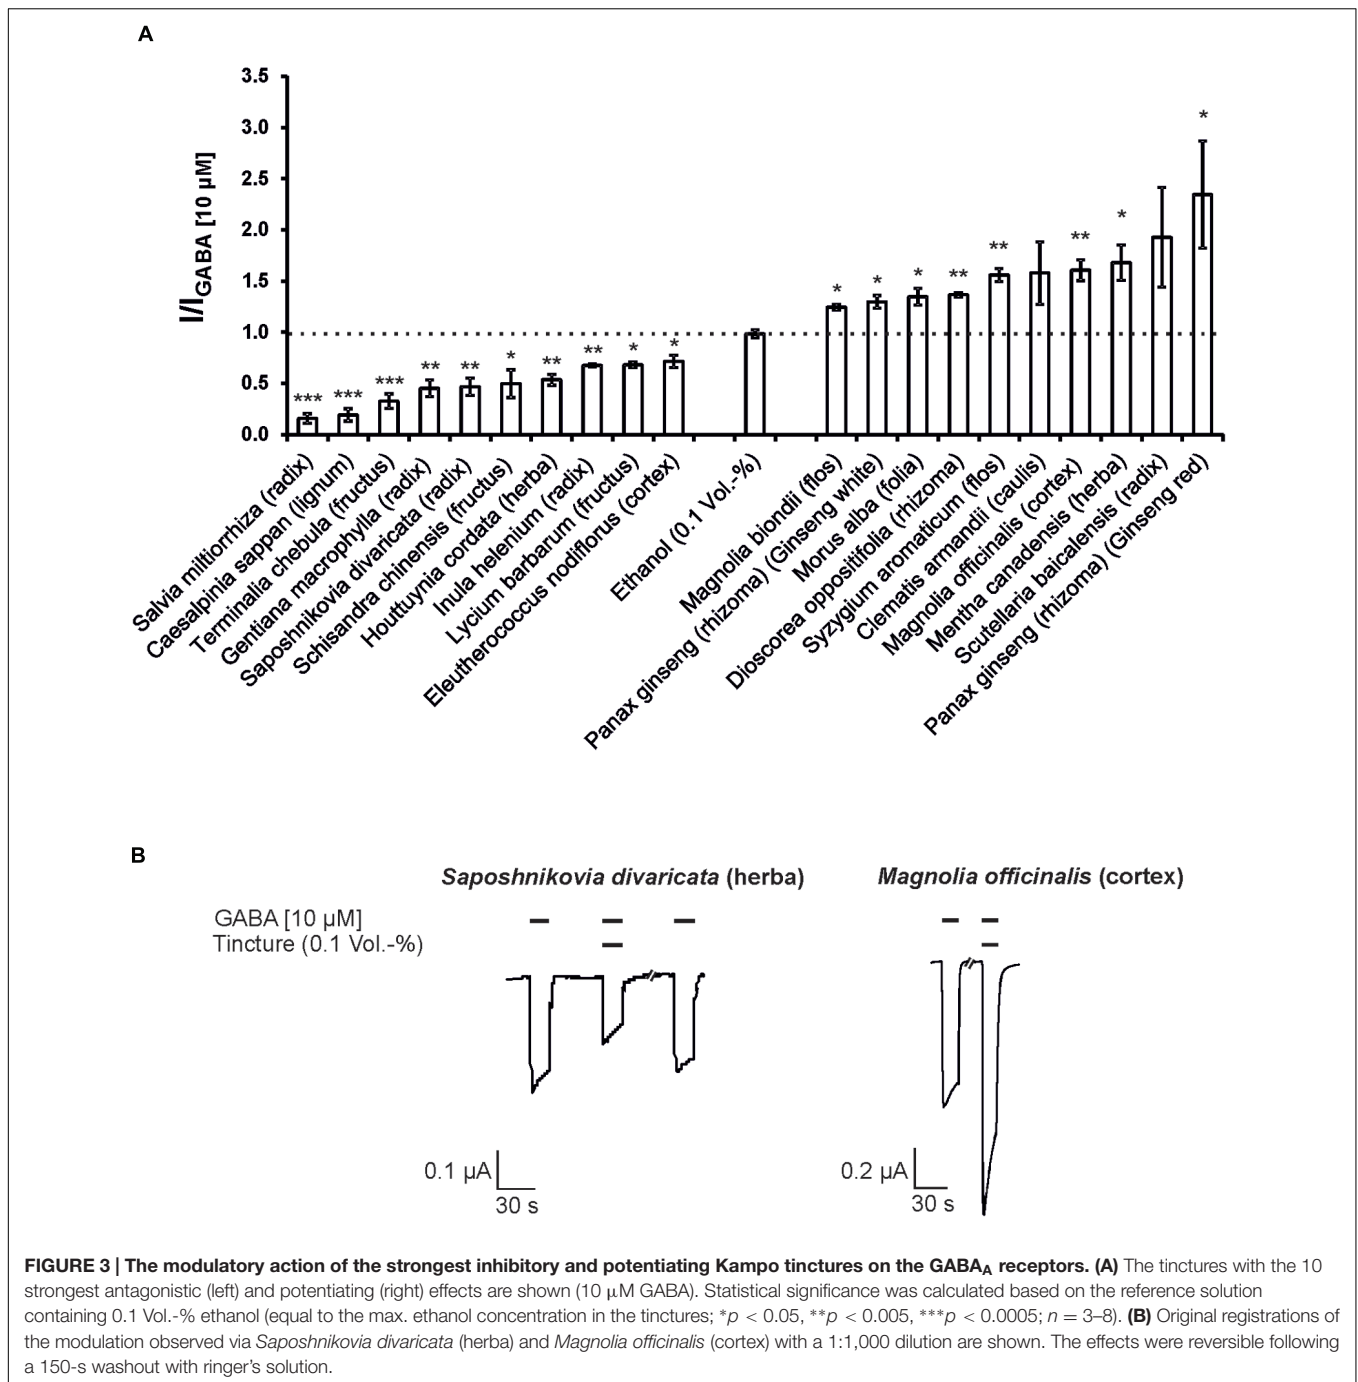 A
3.5
3.0
2.5
2.0
1.5
1.0
0.5
0.0
I/I GABA [10 µM]
***
***
***
**
**
*
**
**
*
*
*
*
*
**
**
**
*
*
Salvia miltiorrhiza (radix)
Caesalpinia sappan (lignum)
Terminalia chebula (fructus)
Gentiana macrophylla (radix)
Saposhnikovia divaricata (radix)
Schisandra chinensis (fructus)
Houttuynia cordata (herba)
Inula helenium (radix)
Lycium barbarum (fructus)
Eleutherococcus nodiflorus (cortex)
Ethanol (0.1 Vol.-%)
Magnolia biondii (flos)
Panax ginseng (rhizoma) (Ginseng white)
Morus alba (folia)
Dioscorea oppositifolia (rhizoma)
Syzygium aromaticum (flos)
Clematis armandii (caulis)
Magnolia officinalis (cortex)
Mentha canadensis (herba)
Scutellaria baicalensis (radix)
Panax ginseng (rhizoma) (Ginseng red)
B
Saposhnikovia divaricata (herba)
Magnolia officinalis (cortex)
GABA [10 µM]
Tincture (0.1 Vol.-%)
0.1 µA
30 s
0.2 µA
30 s
FIGURE 3 | The modulatory action of the strongest inhibitory and potentiating Kampo tinctures on the GABAA receptors. (A) The tinctures with the 10
strongest antagonistic (left) and potentiating (right) effects are shown (10 µM GABA). Statistical significance was calculated based on the reference solution
containing 0.1 Vol.-% ethanol (equal to the max. ethanol concentration in the tinctures; *p < 0.05, **p < 0.005, ***p < 0.0005; n = 3–8). (B) Original registrations of
the modulation observed via Saposhnikovia divaricata (herba) and Magnolia officinalis (cortex) with a 1:1,000 dilution are shown. The effects were reversible following
a 150-s washout with ringer's solution.